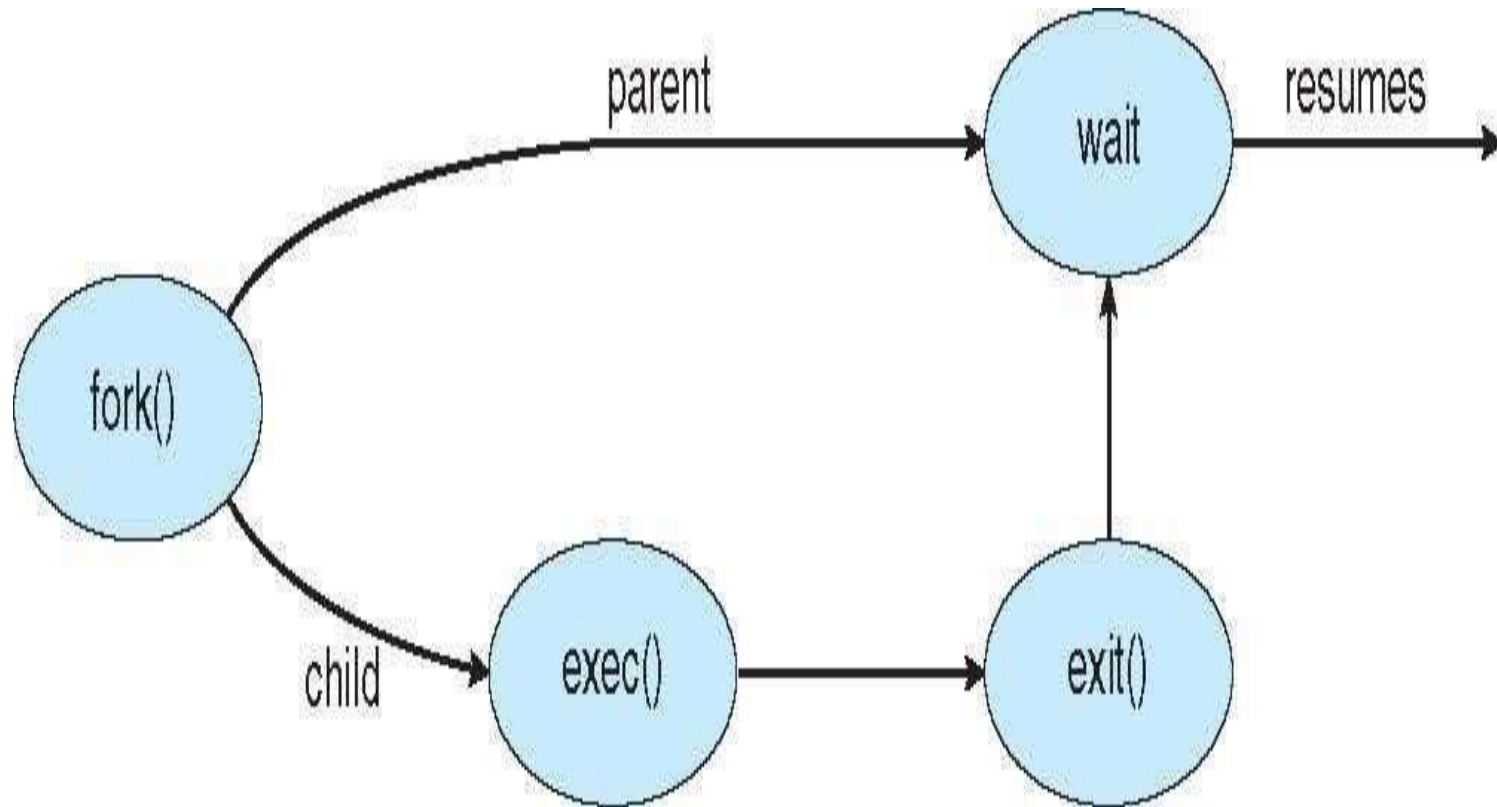 parent
wait
resumes
fork()
child
exec()
exit()